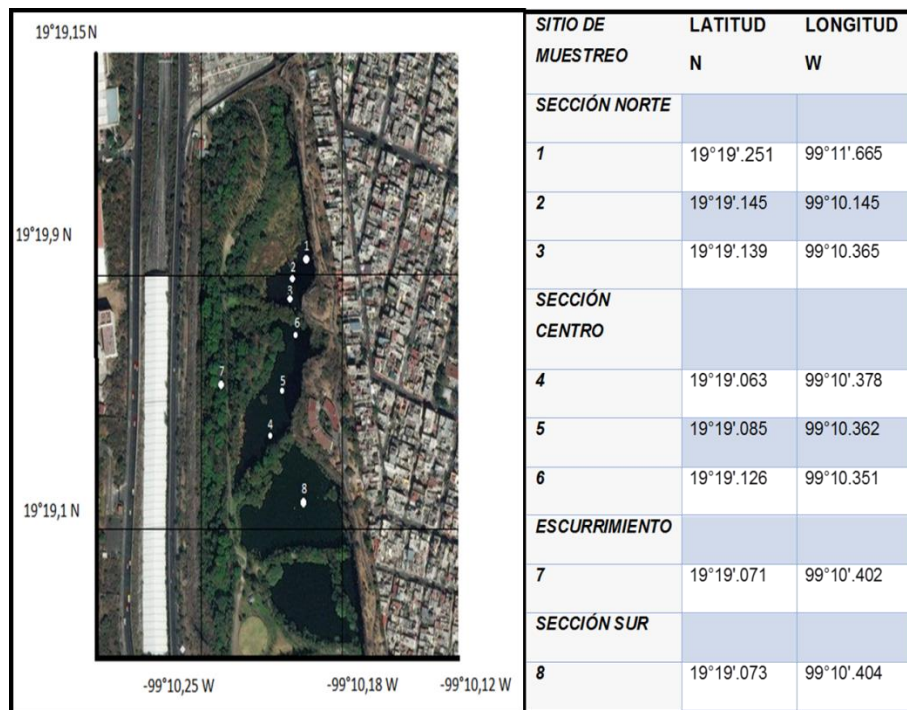 19°19,15 N
19°19,9 N
19°19,1 N
1
2
3
6
7
5
4
8
-99°10,25 W
-99°10,18 W
-99°10,12 W
SITIO DE MUESTREO LATITUD N LONGITUD W
SECCIÓN NORTE
1 19°19'.251 99°11'.665
2 19°19'.145 99°10.145
3 19°19'.139 99°10.365
SECCIÓN CENTRO
4 19°19'.063 99°10'.378
5 19°19'.085 99°10'.362
6 19°19'.126 99°10.351
ESCURRIMIENTO
7 19°19'.071 99°10'.402
SECCIÓN SUR
8 19°19'.073 99°10'.404